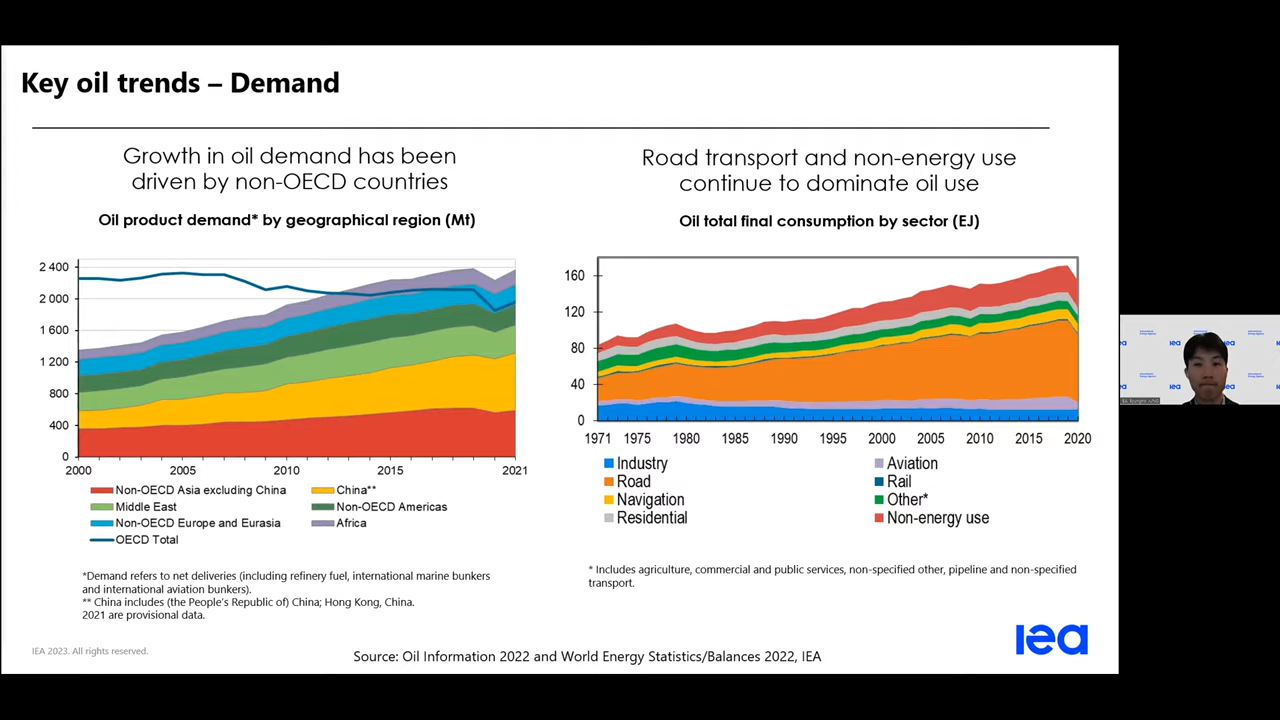 Key oil trends – Demand
Growth in oil demand has been
driven by non-OECD countries
Oil product demand* by geographical region (Mt)
2 400
2 000
1 600
1200
800
400
0
2000
2005
2010
2015
2021
Non-OECD Asia excluding China
China**
Middle East
Non-OECD Americas
Non-OECD Europe and Eurasia
Africa
OECD Total
*Demand refers to net deliveries (including refinery fuel, international marine bunkers
and international aviation bunkers).
** China includes (the People's Republic of) China; Hong Kong, China.
2021 are provisional data.
Road transport and non-energy use
continue to dominate oil use
Oil total final consumption by sector (EJ)
160
120
80
40
0
1971
1975
1980
1985
1990
1995
2000
2005
2010
2015
2020
Industry
Aviation
Road
Rail
Navigation
Other*
Residential
Non-energy use
* Includes agriculture, commercial and public services, non-specified other, pipeline and non-specified
transport.
IEA 2023. All rights reserved.
Source: Oil Information 2022 and World Energy Statistics/Balances 2022, IEA
iea
iea
iea